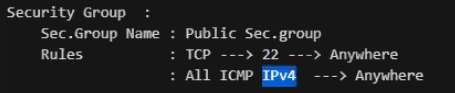 Security Group  :
Sec.Group Name : Public Sec.group
Rules          : TCP ---> 22 ---> Anywhere
: All ICMP IPv4  ---> Anywhere